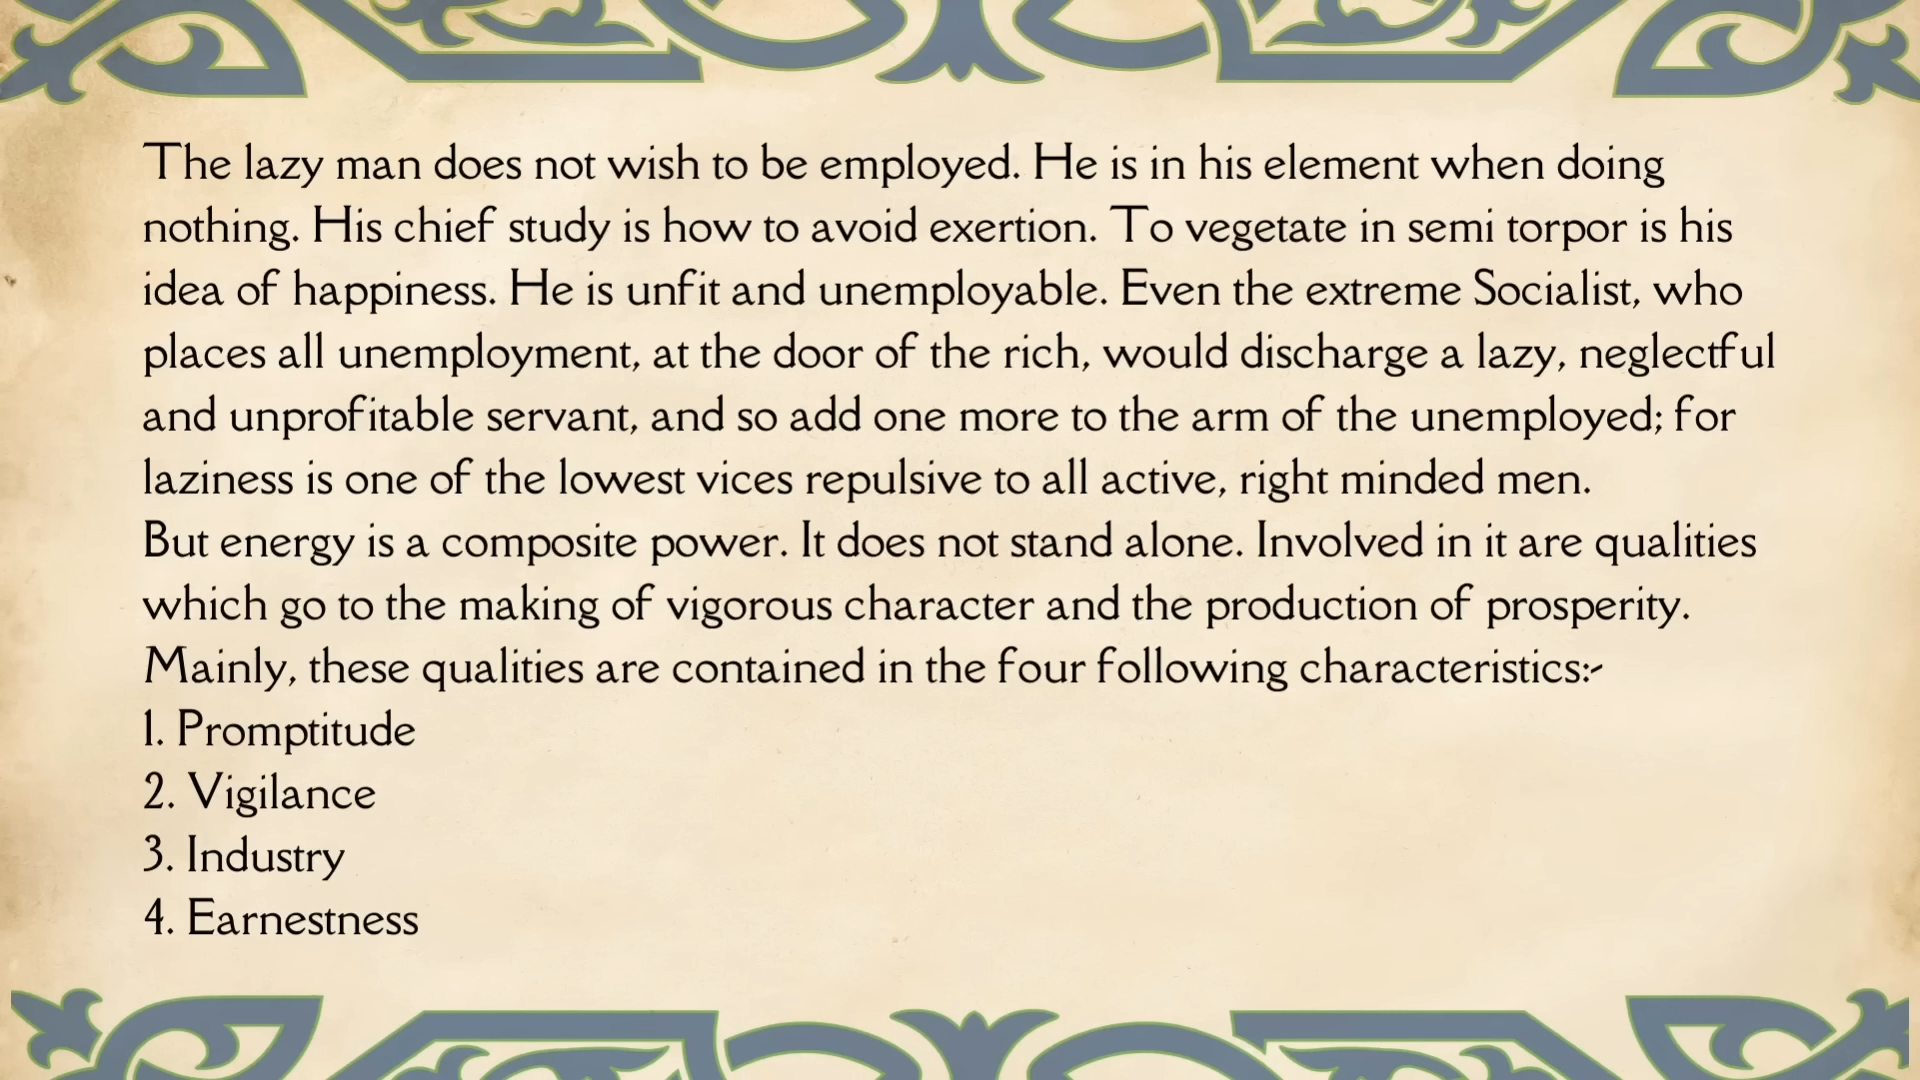 The lazy man does not wish to be employed. He is in his element when doing
nothing. His chief study is how to avoid exertion. To vegetate in semi torpor is his
idea of happiness. He is unfit and unemployable. Even the extreme Socialist, who
places all unemployment, at the door of the rich, would discharge a lazy, neglectful
and unprofitable servant, and so add one more to the arm of the unemployed; for
laziness is one of the lowest vices repulsive to all active, right minded men.
But energy is a composite power. It does not stand alone. Involved in it are qualities
which go to the making of vigorous character and the production of prosperity.
Mainly, these qualities are contained in the four following characteristics:-
1. Promptitude
2. Vigilance
3. Industry
4. Earnestness